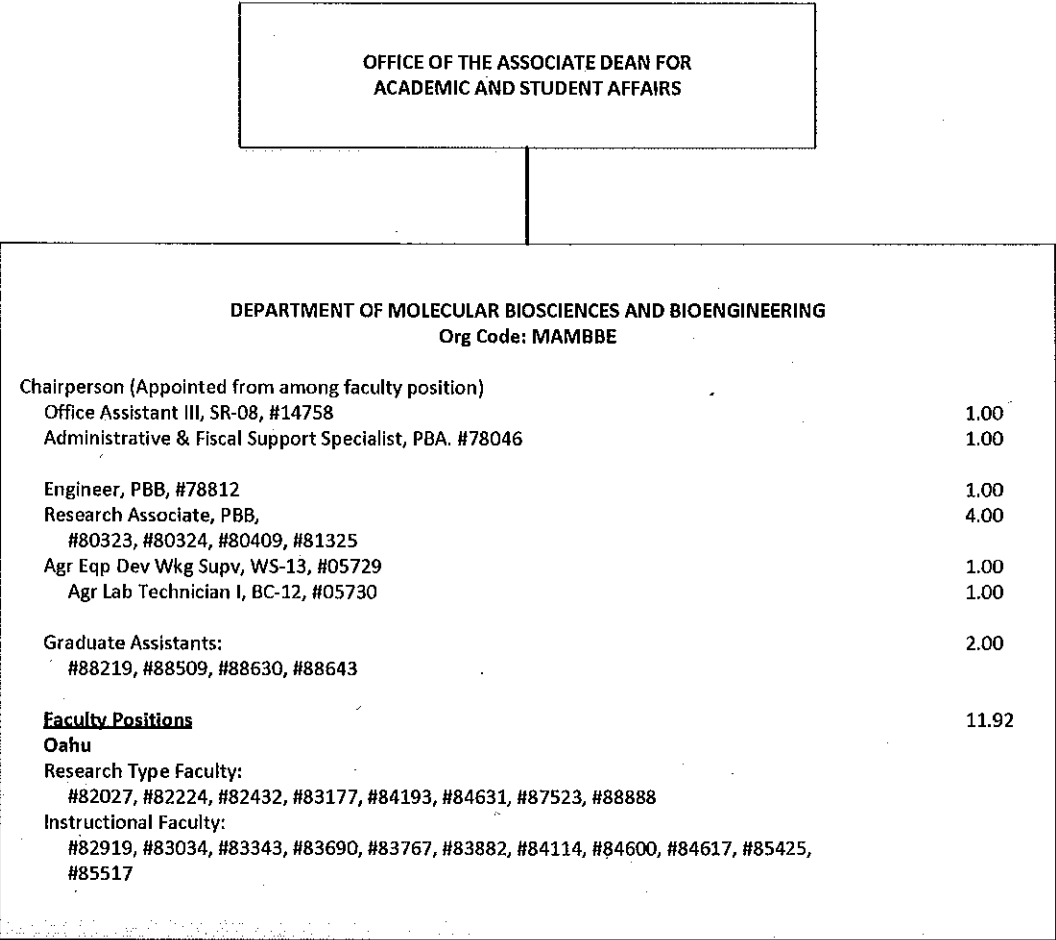 OFFICE OF THE ASSOCIATE DEAN FOR
ACADEMIC AND STUDENT AFFAIRS
DEPARTMENT OF MOLECULAR BIOSCIENCES AND BIOENGINEERING
Org Code: MAMBBE
Chairperson (Appointed from among faculty position)
Office Assistant III, SR-08, #14758 1.00
Administrative & Fiscal Support Specialist, PBA. #78046 1.00
Engineer, PBB, #78812 1.00
Research Associate, PBB, 4.00
#80323, #80324, #80409, #81325
Agr Eqp Dev Wkg Supv, WS-13, #05729 1.00
Agr Lab Technician I, BC-12, #05730 1.00
Graduate Assistants: 2.00
#88219, #88509, #88630, #88643
Faculty Positions 11.92
Oahu
Research Type Faculty:
#82027, #82224, #82432, #83177, #84193, #84631, #87523, #88888
Instructional Faculty:
#82919, #83034, #83343, #83690, #83767, #83882, #84114, #84600, #84617, #85425,
#85517